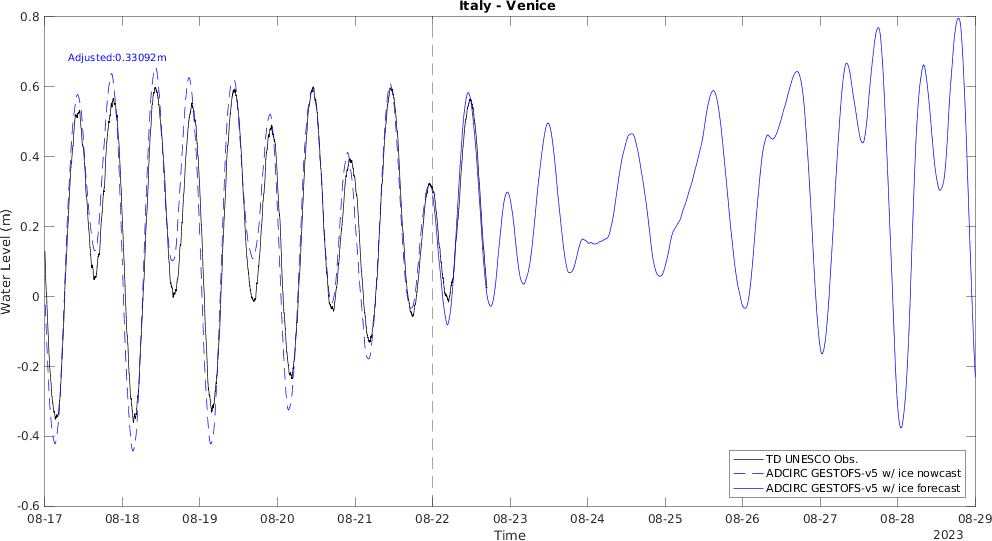 Italy - Venice
Adjusted:0.33092m
Water Level (m)
0.8
0.6
0.4
0.2
0
-0.2
-0.4
-0.6
TD UNESCO Obs.
ADCIRC GESTOFS-v5 w/ ice nowcast
ADCIRC GESTOFS-v5 w/ ice forecast
08-17 08-18 08-19 08-20 08-21 08-22 08-23 08-24 08-25 08-26 08-27 08-28 08-29
Time
2023